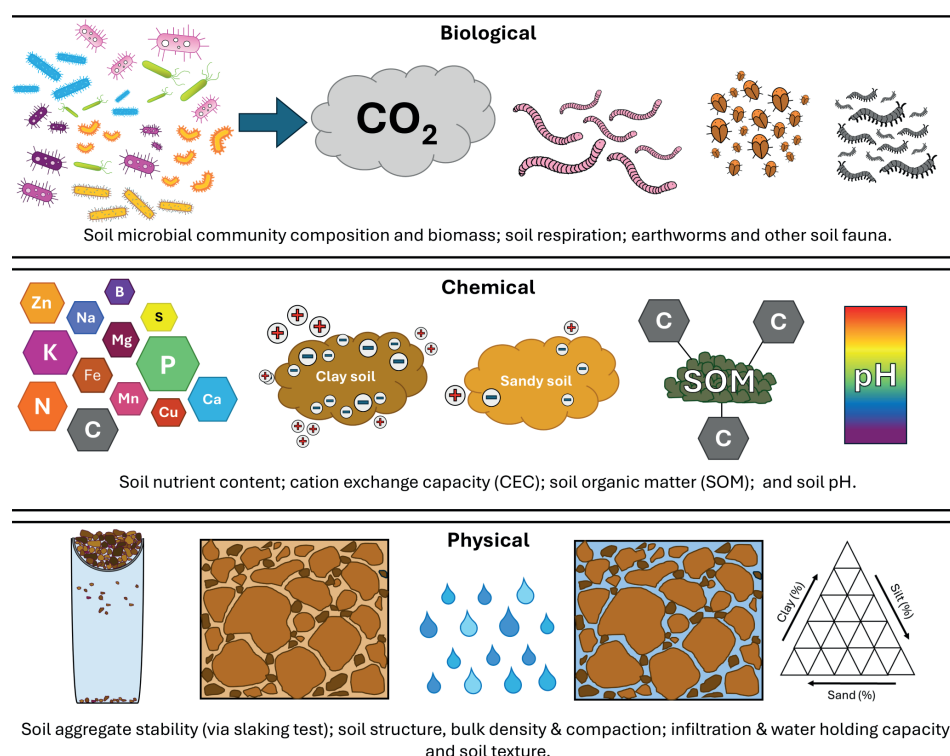 Biological
CO2
Soil microbial community composition and biomass; soil respiration; earthworms and other soil fauna.
Chemical
Zn
B
Na
S
K
Mg
P
Fe
N
Mn
Cu
Ca
C
Clay soil
Sandy soil
C
C
SOM
C
pH
Soil nutrient content; cation exchange capacity (CEC); soil organic matter (SOM); and soil pH.
Physical
Clay (%)
Silt (%)
Sand (%)
Soil aggregate stability (via slaking test); soil structure, bulk density & compaction; infiltration & water holding capacity
and soil texture.